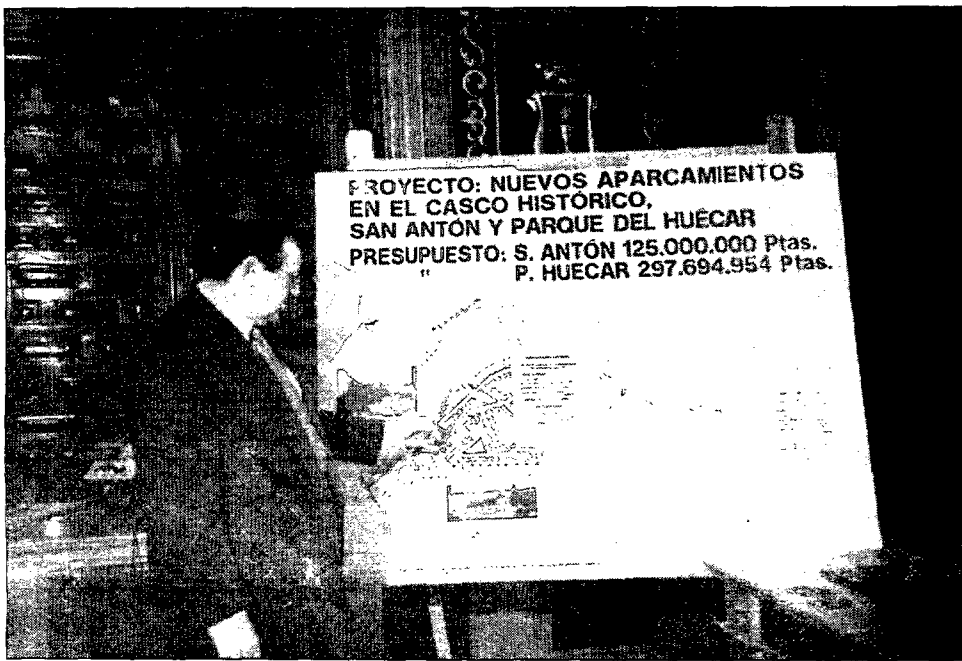 PROYECTO: NUEVOS APARCAMIENTOS
EN EL CASCO HISTÓRICO,
SAN ANTÓN Y PARQUE DEL HUÉCAR
PRESUPUESTO: S. ANTÓN 125.000.000 Ptas.
" P. HUECAR 297.694.954 Ptas.